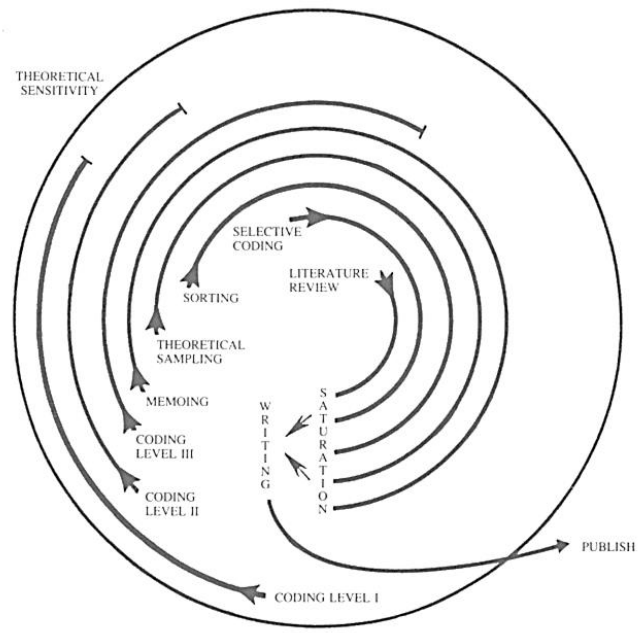 THEORETICAL
SENSITIVITY
SELECTIVE
CODING
LITERATURE
REVIEW
SORTING
THEORETICAL
SAMPLING
MEMOING
CODING
LEVEL III
CODING
LEVEL II
WRITING
SATURATION
PUBLISH
CODING LEVEL I